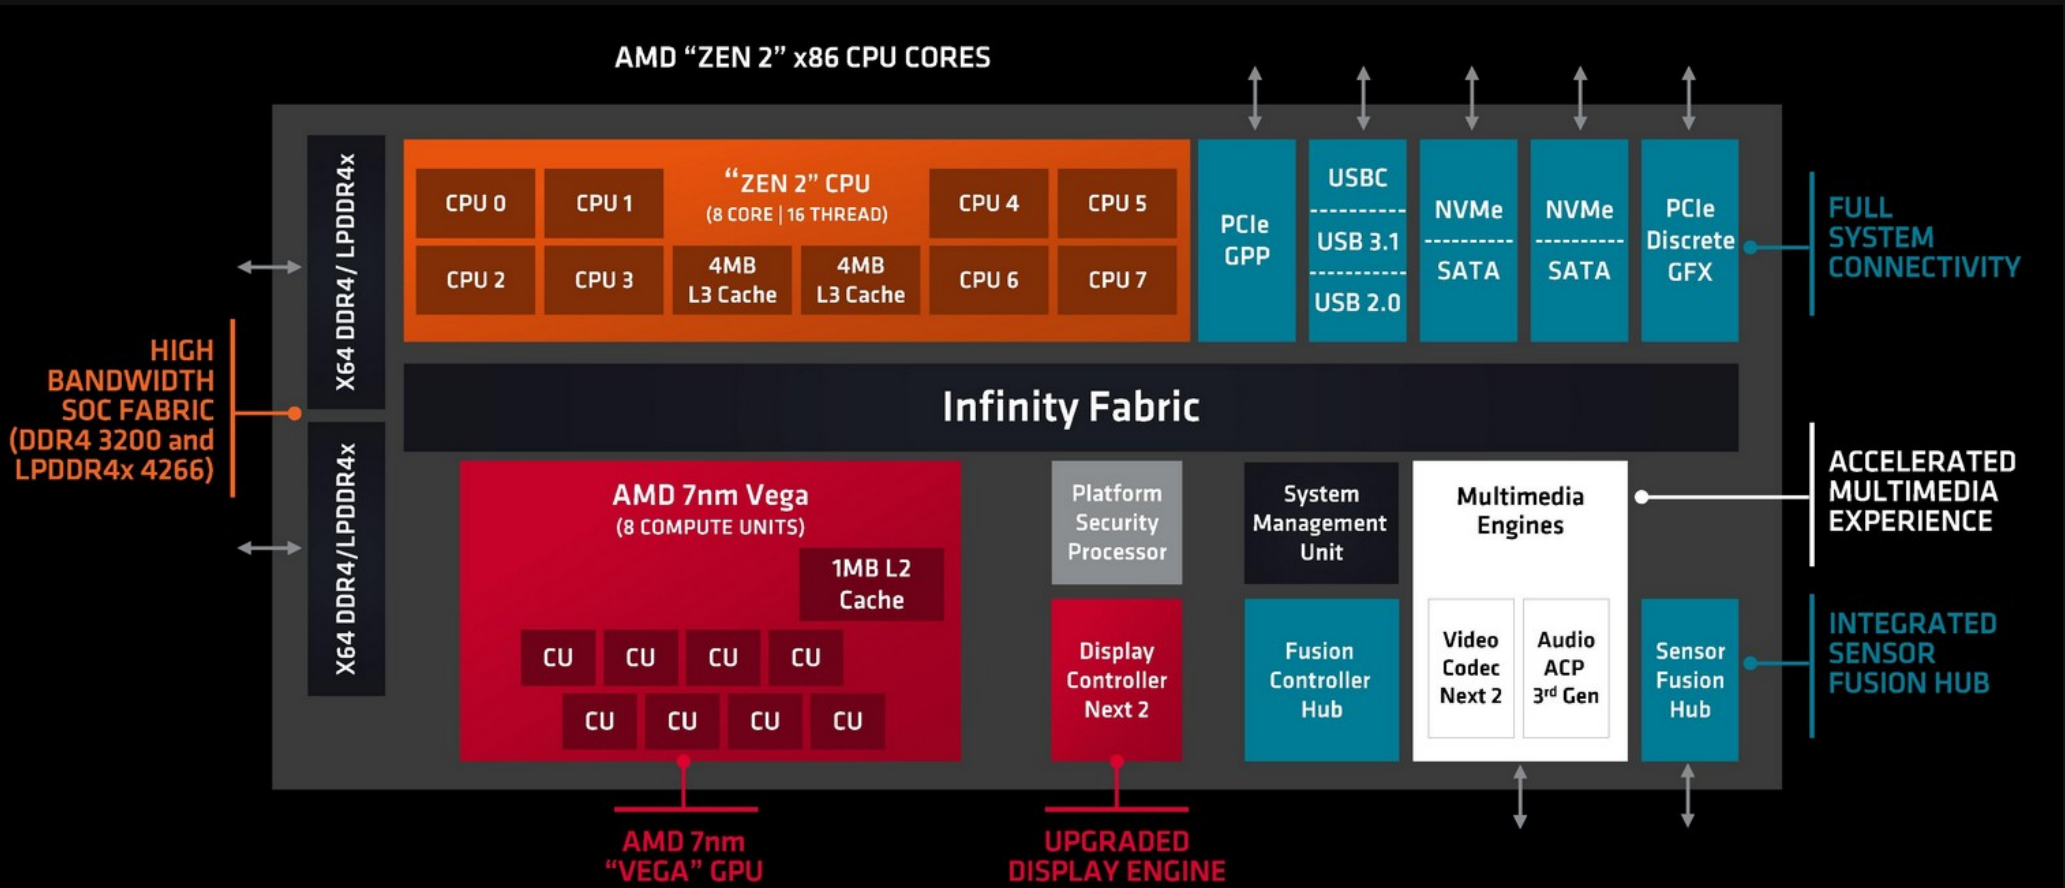 AMD “ZEN 2” x86 CPU CORES
X64 DDR4/ LPDDR4x
X64 DDR4/LPDDR4x
HIGH
BANDWIDTH
SOC FABRIC
(DDR4 3200 and
LPDDR4x 4266)
“ZEN 2” CPU
(8 CORE | 16 THREAD)
CPU 0
CPU 1
CPU 2
CPU 3
4MB
L3 Cache
4MB
L3 Cache
CPU 4
CPU 5
CPU 6
CPU 7
PCIe
GPP
USBC
USB 3.1
USB 2.0
NVMe
SATA
NVMe
SATA
PCIe
Discrete
GFX
FULL
SYSTEM
CONNECTIVITY
Infinity Fabric
AMD 7nm Vega
(8 COMPUTE UNITS)
1MB L2
Cache
CU
CU
CU
CU
CU
CU
CU
CU
AMD 7nm
“VEGA” GPU
Platform
Security
Processor
Display
Controller
Next 2
UPGRADED
DISPLAY ENGINE
System
Management
Unit
Fusion
Controller
Hub
Multimedia
Engines
Video
Codec
Next 2
Audio
ACP
3rd Gen
Sensor
Fusion
Hub
ACCELERATED
MULTIMEDIA
EXPERIENCE
INTEGRATED
SENSOR
FUSION HUB